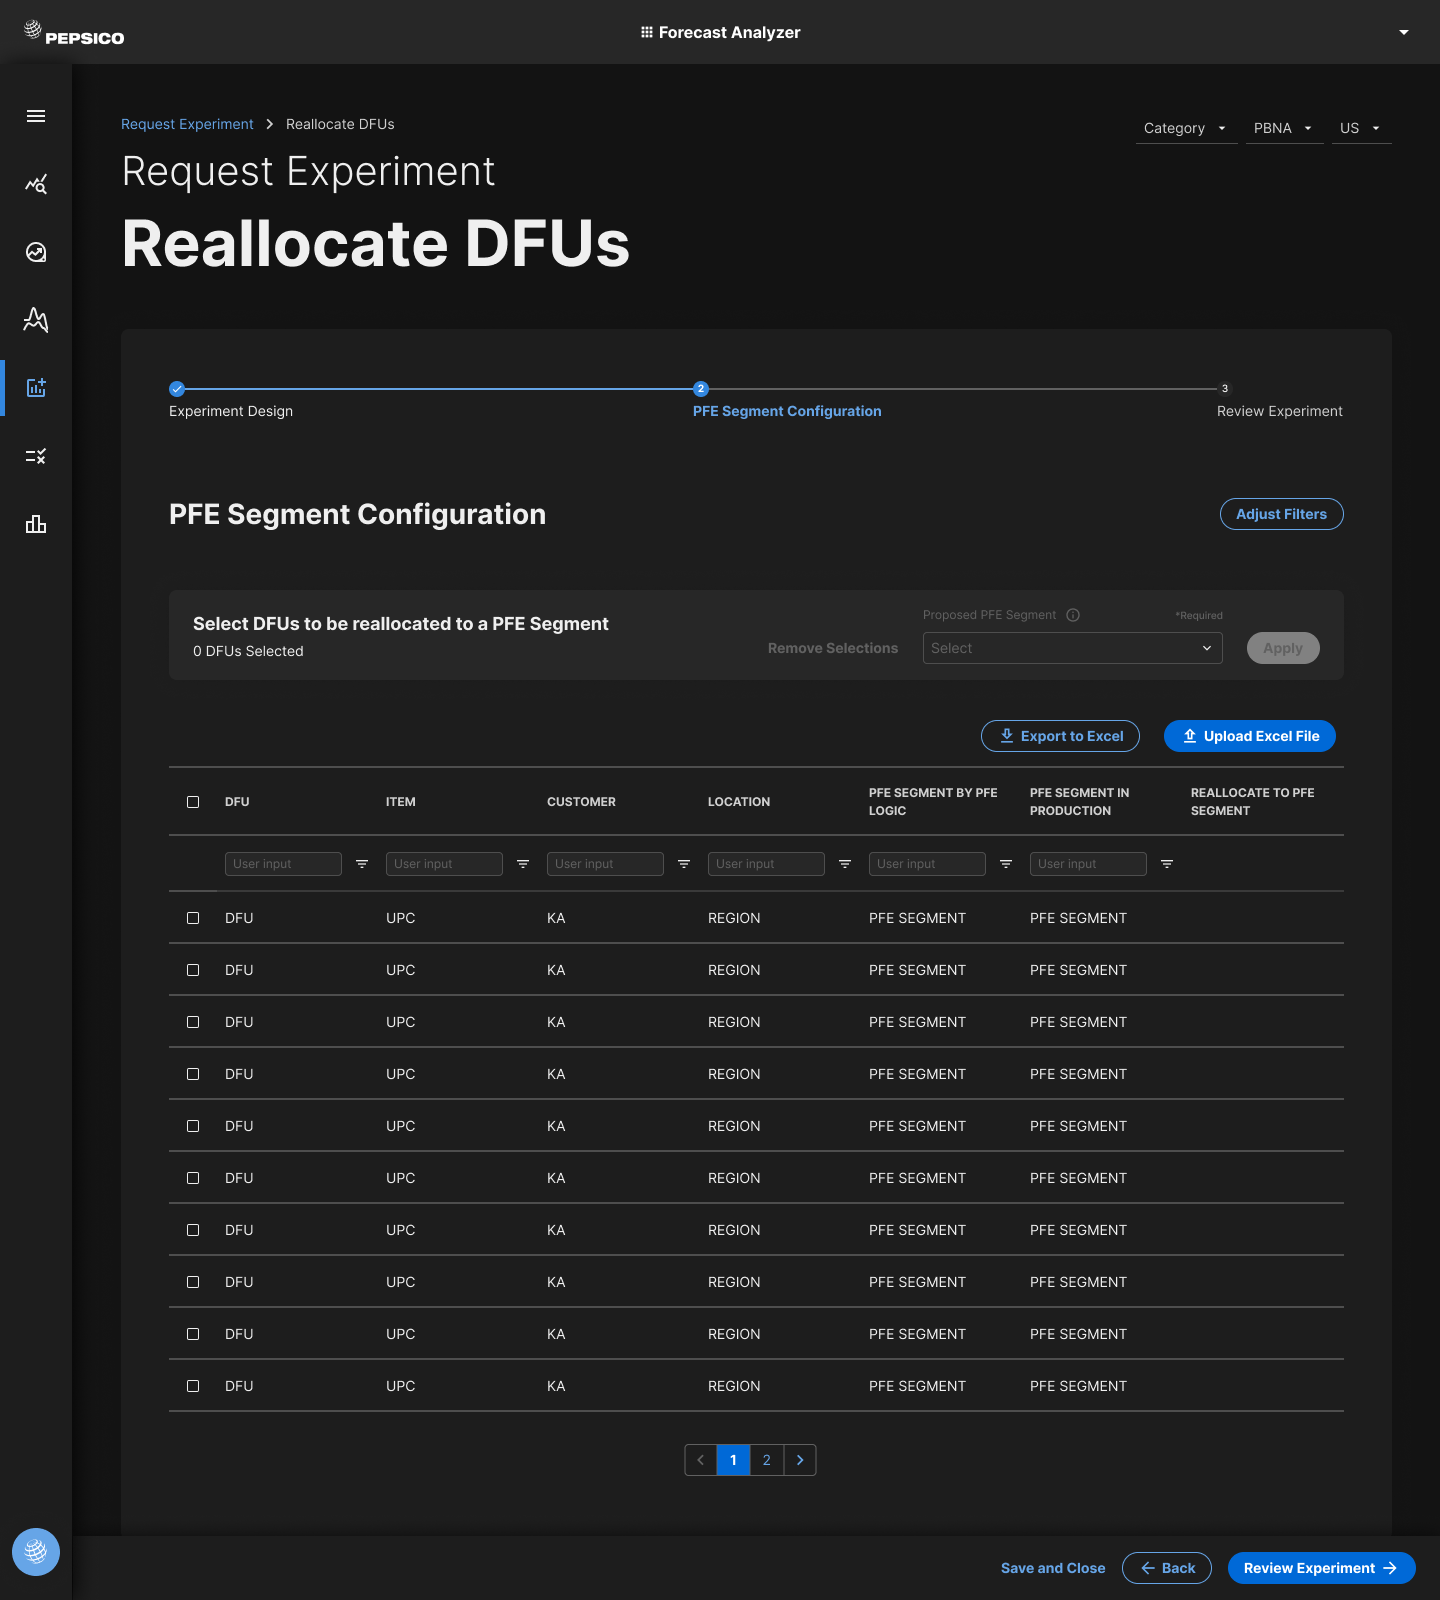 PEPSICO
Forecast Analyzer
Request Experiment > Reallocate DFUs
Category PBNA US
Request Experiment
Reallocate DFUs
2 3
Experiment Design PFE Segment Configuration Review Experiment
PFE Segment Configuration Adjust Filters
Select DFUs to be reallocated to a PFE Segment
0 DFUs Selected
Proposed PFE Segment *Required
Remove Selections Select Apply
Export to Excel Upload Excel File
DFU ITEM CUSTOMER LOCATION PFE SEGMENT BY PFE LOGIC PFE SEGMENT IN PRODUCTION REALLOCATE TO PFE SEGMENT
User input User input User input User input User input User input
DFU UPC KA REGION PFE SEGMENT PFE SEGMENT
DFU UPC KA REGION PFE SEGMENT PFE SEGMENT
DFU UPC KA REGION PFE SEGMENT PFE SEGMENT
DFU UPC KA REGION PFE SEGMENT PFE SEGMENT
DFU UPC KA REGION PFE SEGMENT PFE SEGMENT
DFU UPC KA REGION PFE SEGMENT PFE SEGMENT
DFU UPC KA REGION PFE SEGMENT PFE SEGMENT
DFU UPC KA REGION PFE SEGMENT PFE SEGMENT
DFU UPC KA REGION PFE SEGMENT PFE SEGMENT
DFU UPC KA REGION PFE SEGMENT PFE SEGMENT
1 2
Save and Close Back Review Experiment